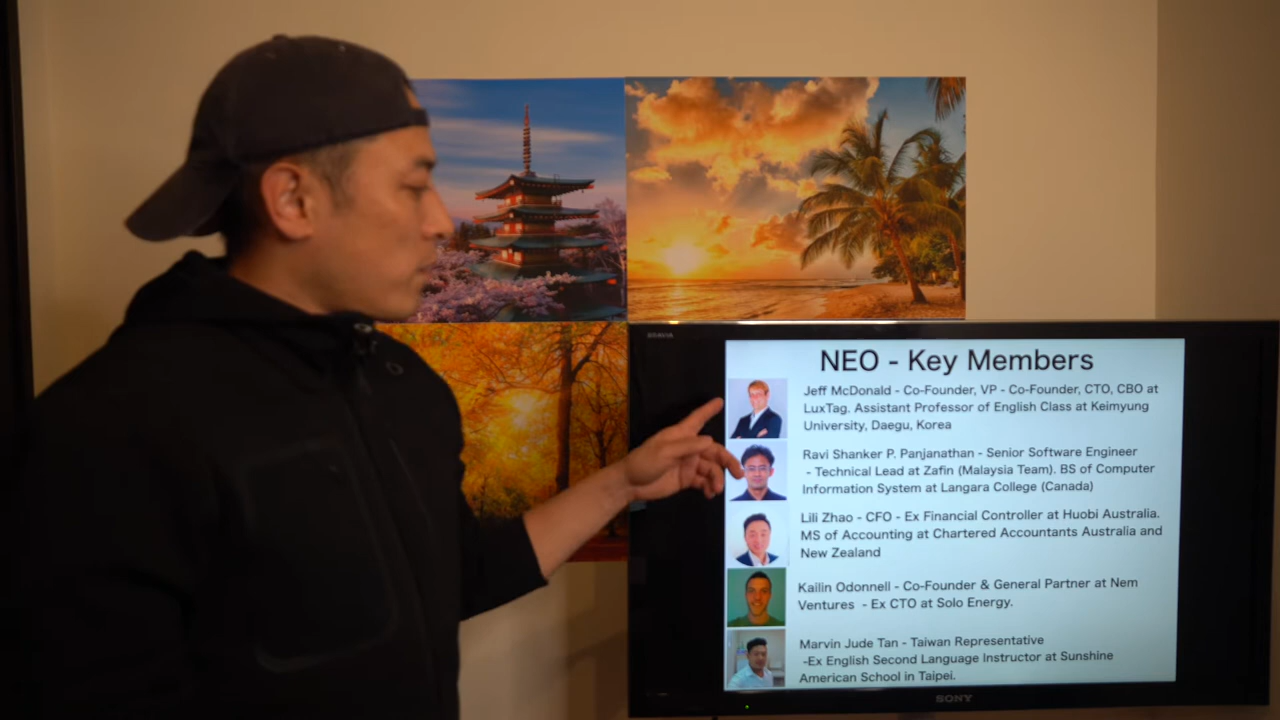 BRAVIA
NEO - Key Members
Jeff McDonald - Co-Founder, VP - Co-Founder, CTO, CBO at
LuxTag. Assistant Professor of English Class at Keimyung
University, Daegu, Korea
Ravi Shanker P. Panjanathan - Senior Software Engineer
- Technical Lead at Zafin (Malaysia Team). BS of Computer
Information System at Langara College (Canada)
Lili Zhao - CFO - Ex Financial Controller at Huobi Australia.
MS of Accounting at Chartered Accountants Australia and
New Zealand
Kailin Odonnell - Co-Founder & General Partner at Nem
Ventures - Ex CTO at Solo Energy.
Marvin Jude Tan - Taiwan Representative
-Ex English Second Language Instructor at Sunshine
American School in Taipei.
SONY